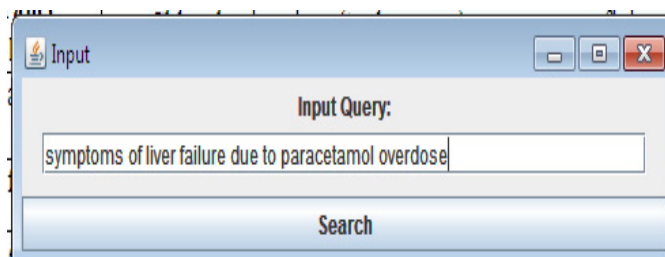 Input
Input Query:
symptoms of liver failure due to paracetamol overdose
Search